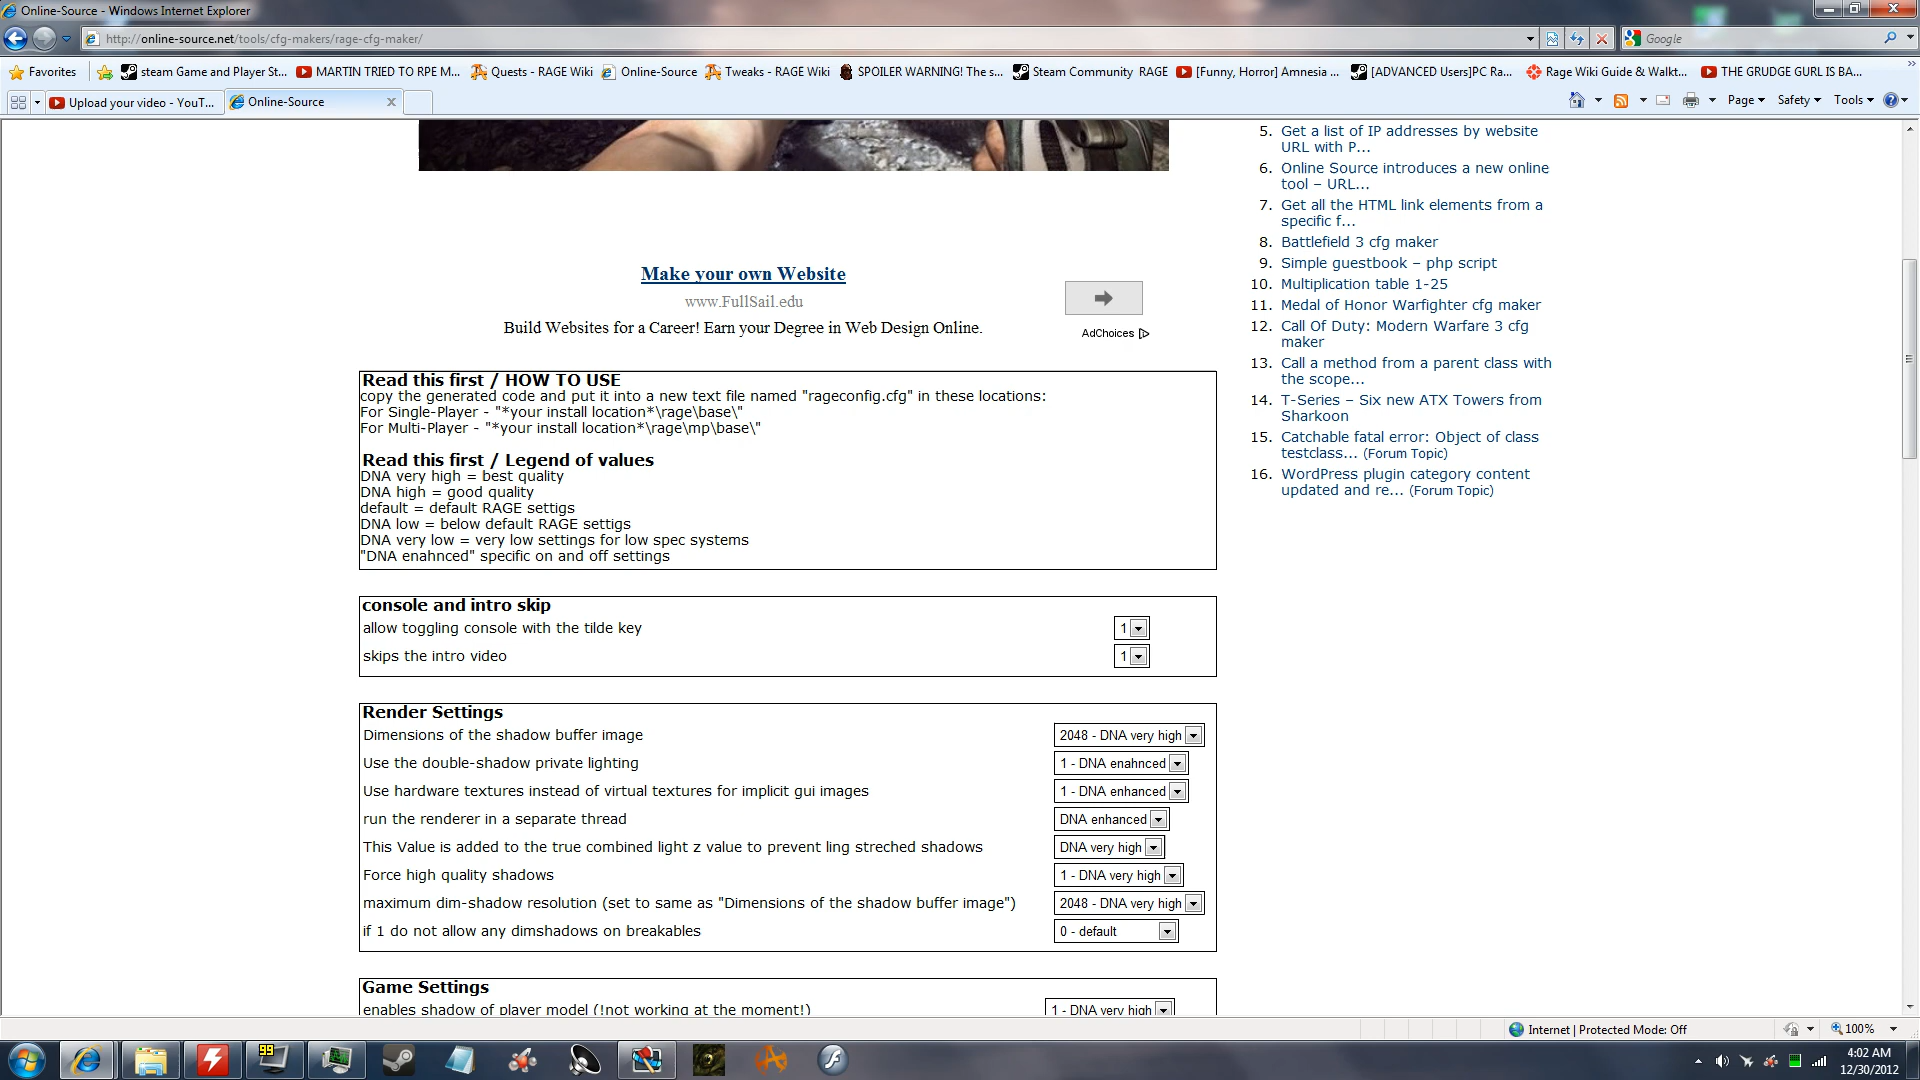 Online-Source - Windows Internet Explorer
http://online-source.net/tools/cfg-makers/rage-cfg-maker/
Google
Favorites
steam Game and Player St...
MARTIN TRIED TO RPE M...
Quests - RAGE Wiki
Online-Source
Tweaks - RAGE Wiki
SPOILER WARNING! The s...
Steam Community RAGE
[Funny, Horror] Amnesia ...
[ADVANCED Users]PC Ra...
Rage Wiki Guide & Walkt...
THE GRUDGE GURL IS BA...
Upload your video - YouT...
Online-Source
Page
Safety
Tools
5. Get a list of IP addresses by website
URL with P...
6. Online Source introduces a new online
tool – URL...
7. Get all the HTML link elements from a
specific f...
8. Battlefield 3 cfg maker
9. Simple guestbook – php script
10. Multiplication table 1-25
11. Medal of Honor Warfighter cfg maker
12. Call Of Duty: Modern Warfare 3 cfg
maker
13. Call a method from a parent class with
the scope...
14. T-Series – Six new ATX Towers from
Sharkoon
15. Catchable fatal error: Object of class
testclass... (Forum Topic)
16. WordPress plugin category content
updated and re... (Forum Topic)
Make your own Website
www.FullSail.edu
Build Websites for a Career! Earn your Degree in Web Design Online.
AdChoices
Read this first / HOW TO USE
copy the generated code and put it into a new text file named "rageconfig.cfg" in these locations:
For Single-Player - "*your install location*\rage\base\"
For Multi-Player - "*your install location*\rage\mp\base\"
Read this first / Legend of values
DNA very high = best quality
DNA high = good quality
default = default RAGE settigs
DNA low = below default RAGE settigs
DNA very low = very low settings for low spec systems
"DNA enahnced" specific on and off settings
console and intro skip
allow toggling console with the tilde key 1
skips the intro video 1
Render Settings
Dimensions of the shadow buffer image 2048 - DNA very high
Use the double-shadow private lighting 1 - DNA enahnced
Use hardware textures instead of virtual textures for implicit gui images 1 - DNA enhanced
run the renderer in a separate thread DNA enhanced
This Value is added to the true combined light z value to prevent ling streched shadows DNA very high
Force high quality shadows 1 - DNA very high
maximum dim-shadow resolution (set to same as "Dimensions of the shadow buffer image") 2048 - DNA very high
if 1 do not allow any dimshadows on breakables 0 - default
Game Settings
enables shadow of player model (!not working at the moment!) 1 - DNA very high
Internet | Protected Mode: Off
100%
99
4:02 AM
12/30/2012